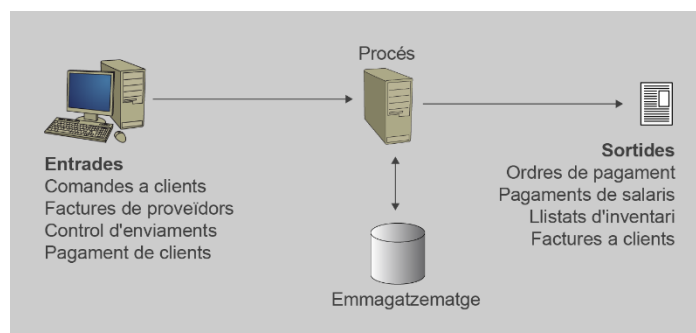 Procés
Entrades
Comandes a clients
Factures de proveïdors
Control d'enviaments
Pagament de clients
Sortides
Ordres de pagament
Pagaments de salaris
Llistats d'inventari
Factures a clients
Emmagatzematge